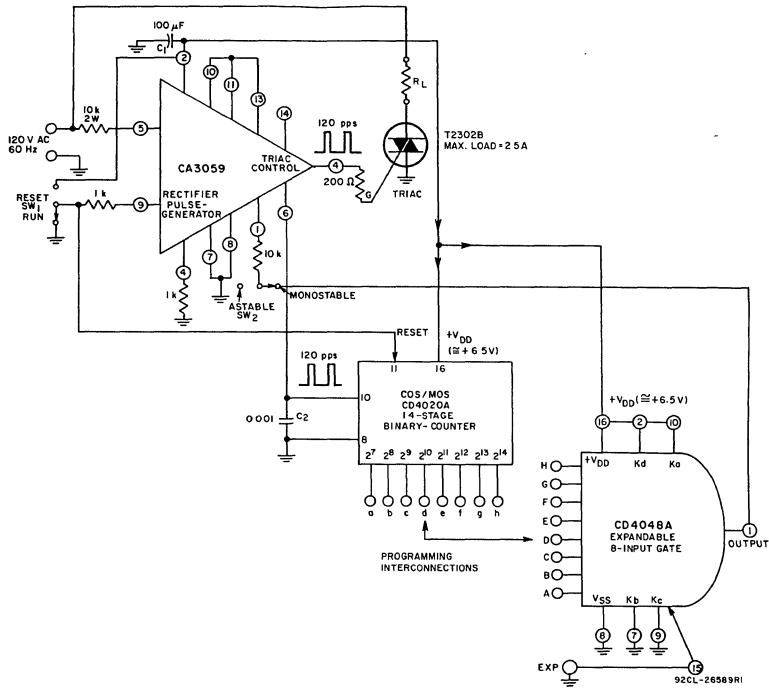 100 µF
C1
2
10
11
13
14
10k
2W
5
120 V AC
60 Hz
CA3059
TRIAC
CONTROL
120 pps
4
200 Ω
G
TRIAC
RL
T2302B
MAX. LOAD = 2 5 A
RESET
SW1
RUN
1 k
9
RECTIFIER
PULSE-
GENERATOR
6
1
8
7
4
1k
10k
ASTABLE
SW2
MONOSTABLE
RESET
+VDD
(≅ + 6 5V)
11
16
120 pps
10
COS/MOS
CD4020A
14-STAGE
BINARY-COUNTER
0 001
C2
8
2^7 2^8 2^9 2^10 2^11 2^12 2^13 2^14
a b c d e f g h
PROGRAMMING
INTERCONNECTIONS
+VDD (≅+6.5V)
16 2 10
+VDD Kd Ka
H
G
F
E
D
C
B
A
CD4048A
EXPANDABLE
8-INPUT GATE
1
OUTPUT
VSS Kb Kc
8 7 9
EXP
15
92CL-26589R1